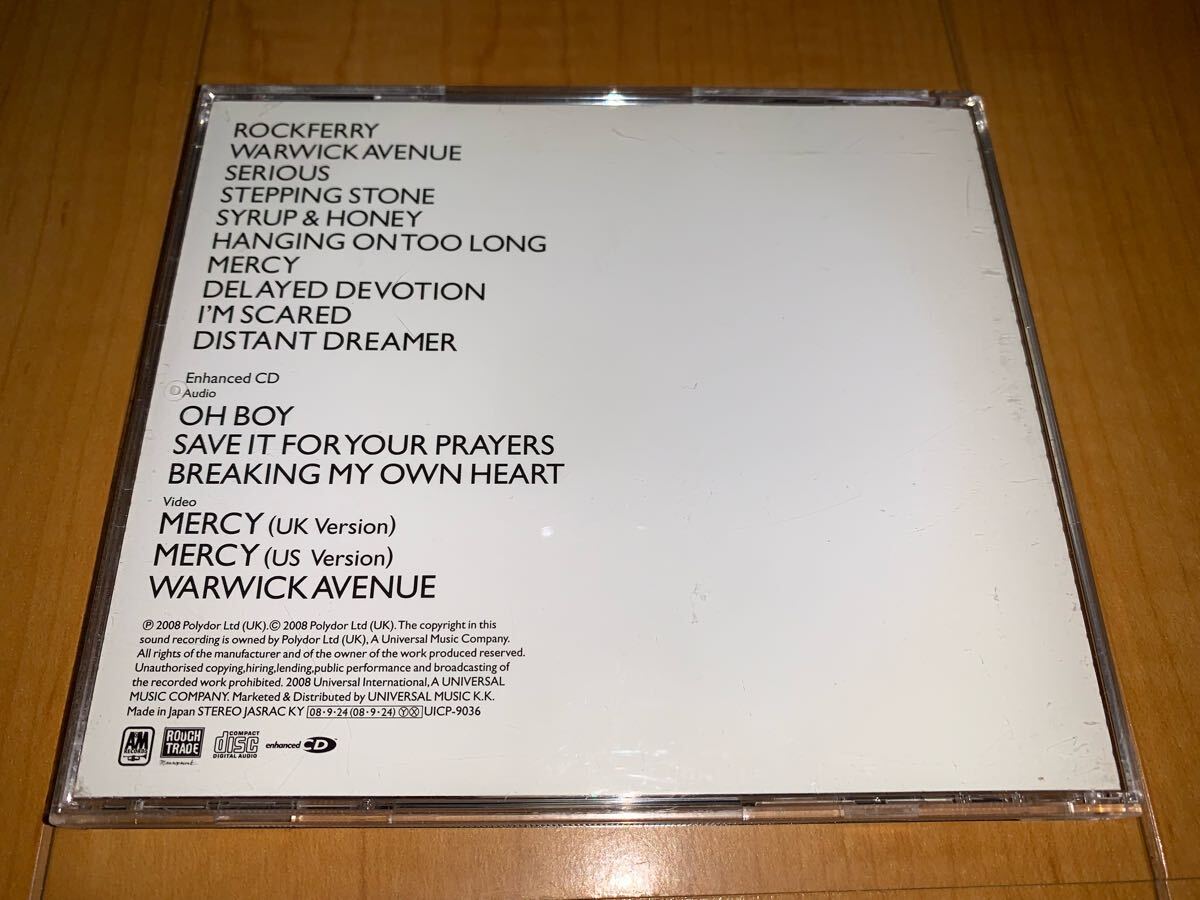 ROCKFERRY
WARWICK AVENUE
SERIOUS
STEPPING STONE
SYRUP & HONEY
HANGING ON TOO LONG
MERCY
DELAYED DEVOTION
I'M SCARED
DISTANT DREAMER
Enhanced CD
Audio
OH BOY
SAVE IT FOR YOUR PRAYERS
BREAKING MY OWN HEART
Video
MERCY (UK Version)
MERCY (US Version)
WARWICK AVENUE
℗ 2008 Polydor Ltd (UK).© 2008 Polydor Ltd (UK). The copyright in this
sound recording is owned by Polydor Ltd (UK), A Universal Music Company.
All rights of the manufacturer and of the owner of the work produced reserved.
Unauthorised copying,hiring,lending,public performance and broadcasting of
the recorded work prohibited. 2008 Universal International, A UNIVERSAL
MUSIC COMPANY. Marketed & Distributed by UNIVERSAL MUSIC K.K.
Made in Japan STEREO JASRAC KY 08・9・24 (08・9・24) ⓎⓍ UICP-9036
A&M RECORDS
ROUGH TRADE
COMPACT disc DIGITAL AUDIO
enhanced CD